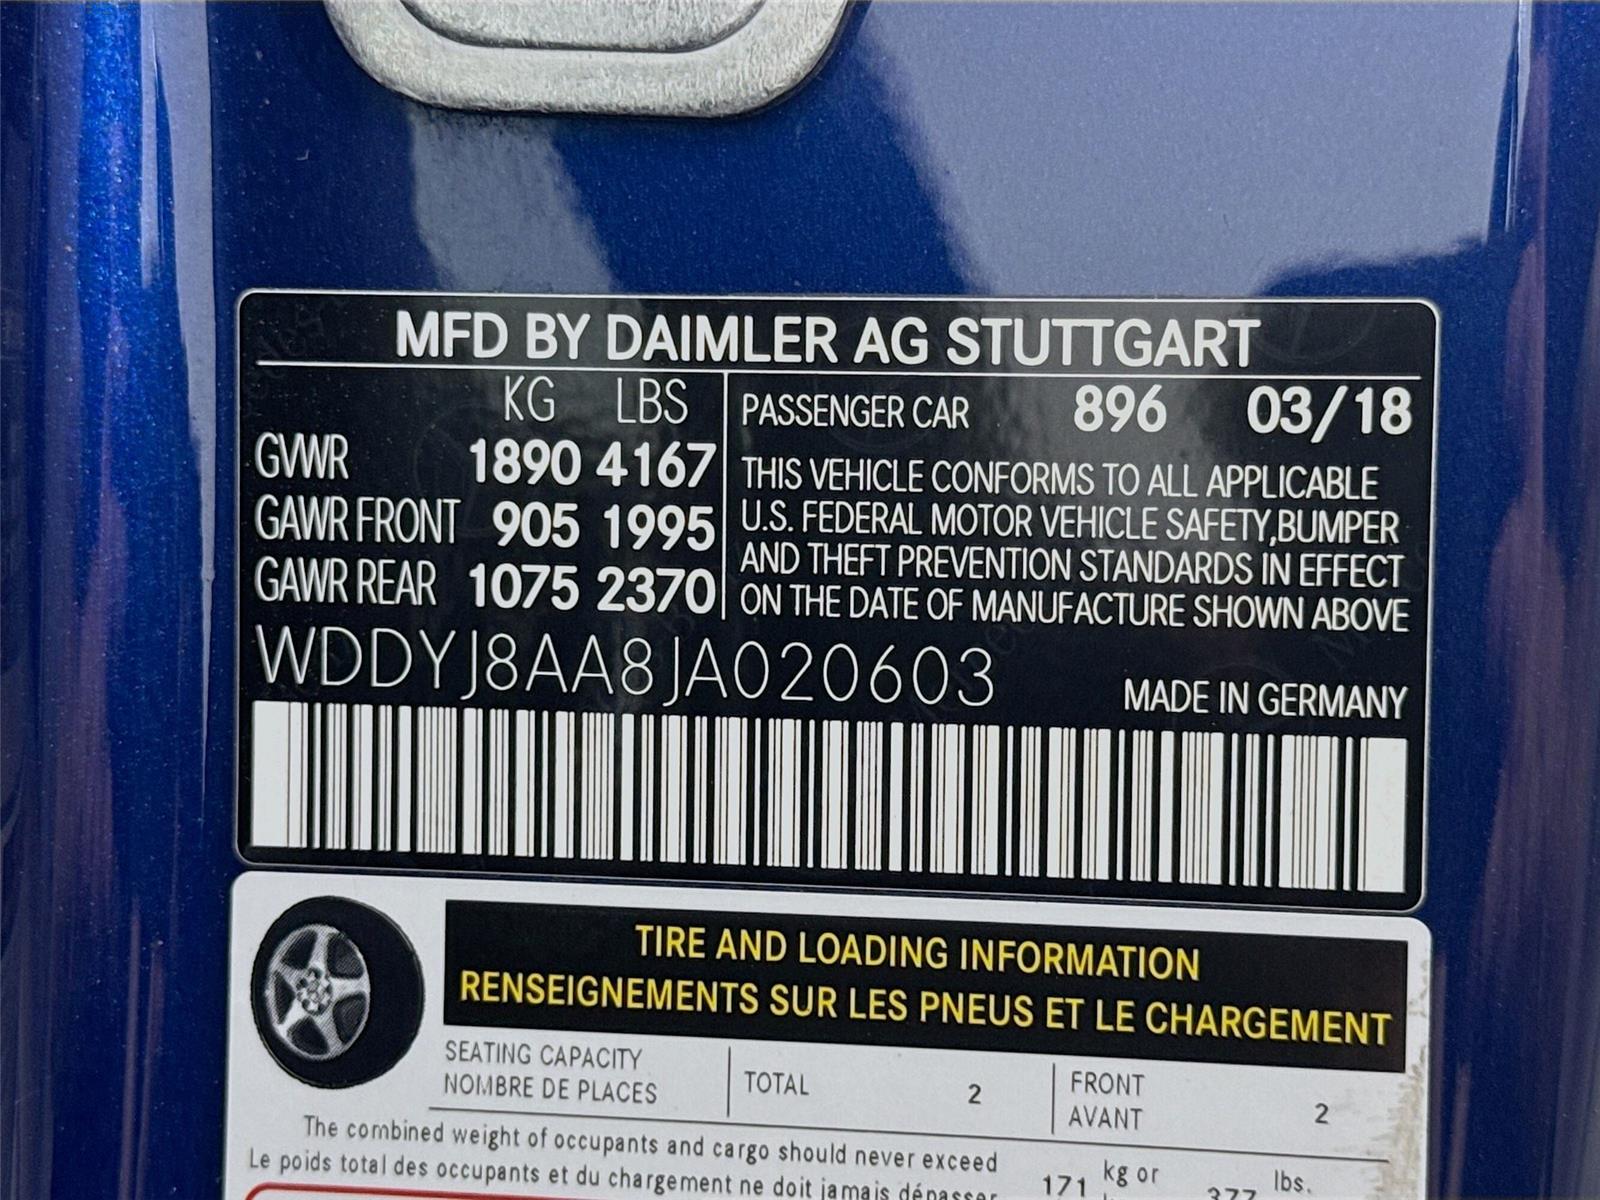 MFD BY DAIMLER AG STUTTGART
KG LBS
GVWR 1890 4167
GAWR FRONT 905 1995
GAWR REAR 1075 2370
PASSENGER CAR 896 03/18
THIS VEHICLE CONFORMS TO ALL APPLICABLE
U.S. FEDERAL MOTOR VEHICLE SAFETY,BUMPER
AND THEFT PREVENTION STANDARDS IN EFFECT
ON THE DATE OF MANUFACTURE SHOWN ABOVE
WDDYJ8AA8JA020603
MADE IN GERMANY
TIRE AND LOADING INFORMATION
RENSEIGNEMENTS SUR LES PNEUS ET LE CHARGEMENT
SEATING CAPACITY
NOMBRE DE PLACES
TOTAL 2
FRONT
AVANT 2
The combined weight of occupants and cargo should never exceed
Le poids total des occupants et du chargement ne doit jamais dépasser
171 kg or 377 lbs.